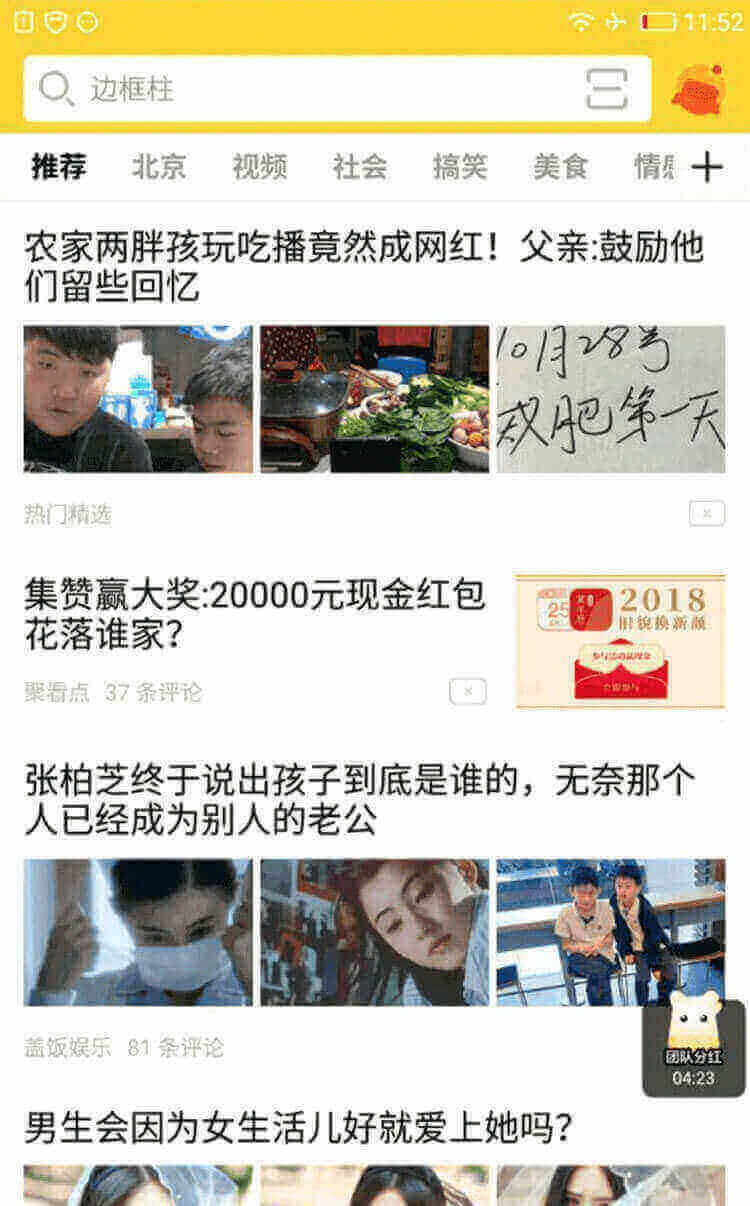 11:52
边框柱
推荐 北京 视频 社会 搞笑 美食 情感
农家两胖孩玩吃播竟然成网红！父亲:鼓励他
们留些回忆
10月28号
减肥第一天
热门精选
集赞赢大奖:20000元现金红包
花落谁家？
25
2018
旧貌换新颜
聚看点 37 条评论
张柏芝终于说出孩子到底是谁的，无奈那个
人已经成为别人的老公
盖饭娱乐 81 条评论
团队分红
04:23
男生会因为女生活儿好就爱上她吗？